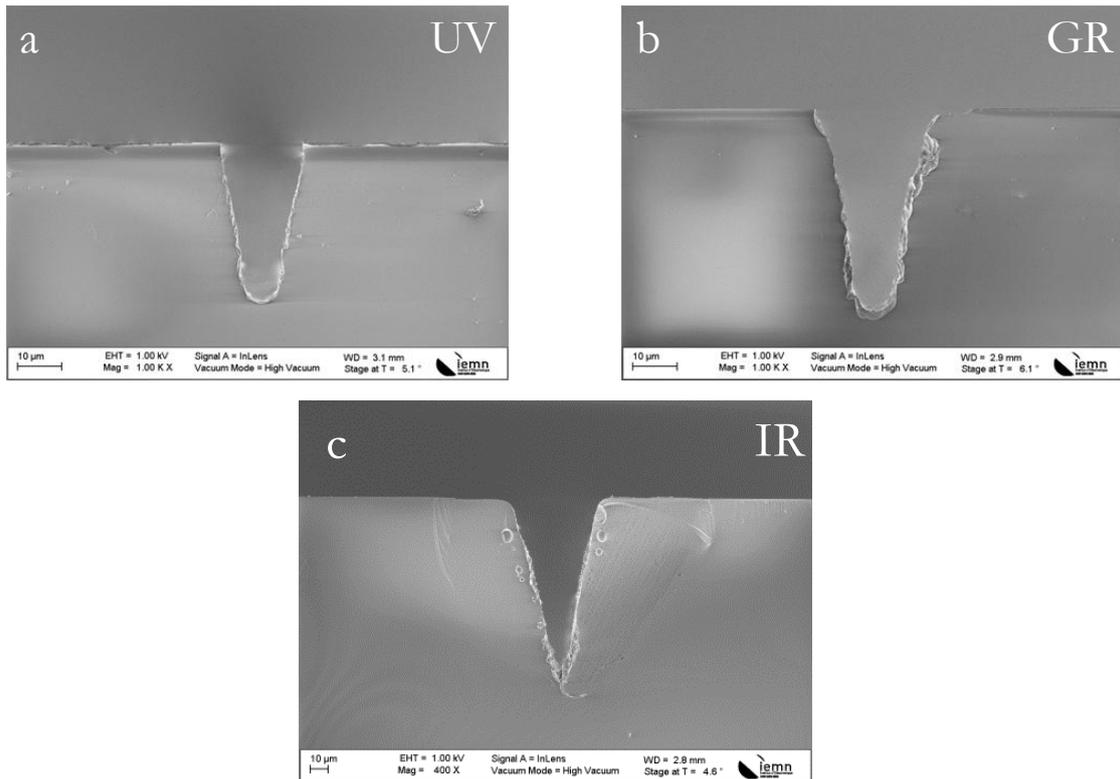 a UV
10 µm EHT = 1.00 kV Signal A = InLens WD = 3.1 mm iemn
Mag = 1.00 K X Vacuum Mode = High Vacuum Stage at T = 5.1 °
b GR
10 µm EHT = 1.00 kV Signal A = InLens WD = 2.9 mm iemn
Mag = 1.00 K X Vacuum Mode = High Vacuum Stage at T = 6.1 °
c IR
10 µm EHT = 1.00 kV Signal A = InLens WD = 2.8 mm iemn
Mag = 400 X Vacuum Mode = High Vacuum Stage at T = 4.6 °